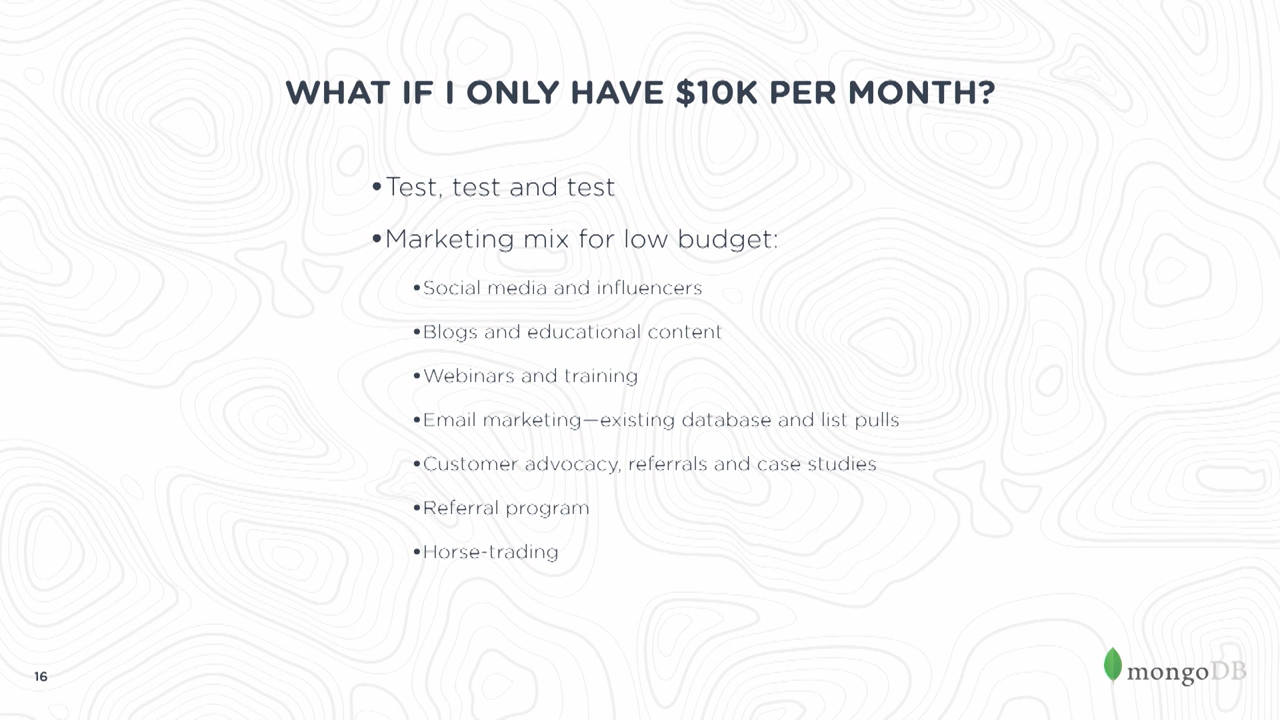 WHAT IF I ONLY HAVE $10K PER MONTH?
•Test, test and test
•Marketing mix for low budget:
•Social media and influencers
•Blogs and educational content
•Webinars and training
•Email marketing—existing database and list pulls
•Customer advocacy, referrals and case studies
•Referral program
•Horse-trading
16
mongoDB